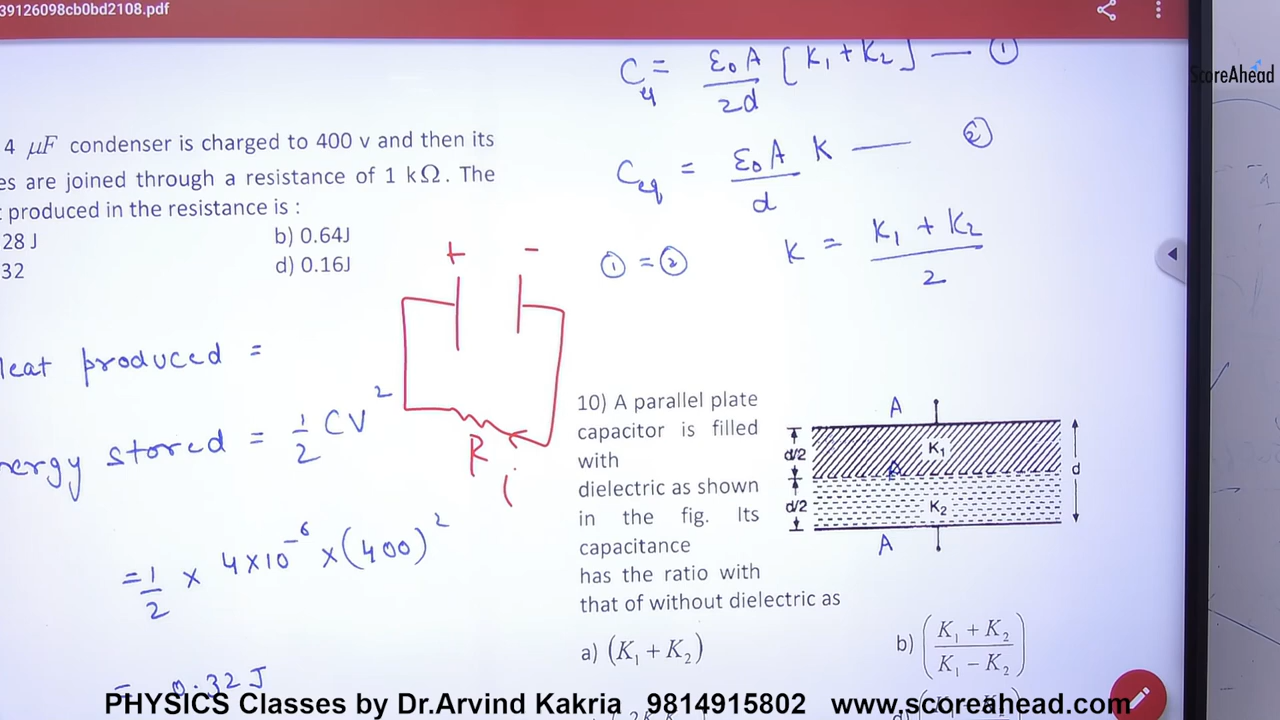 39126098cb0bd2108.pdf
ScoreAhead
4 μF condenser is charged to 400 v and then its
es are joined through a resistance of 1 kΩ. The
produced in the resistance is :
28 J
b) 0.64J
32
d) 0.16J
eat produced =
nergy stored = 1/2 CV²
= 1/2 × 4×10⁻⁶ ×(400)²
= 0.32 J
+ -
R
i
C = ε₀A/2d [K₁+K₂] — ①
Ceq = ε₀A/d K — ②
① = ②
K = K₁ + K₂ / 2
10) A parallel plate
capacitor is filled
with
dielectric as shown
in the fig. Its
capacitance
has the ratio with
that of without dielectric as
A
d/2
K₁
A
d
d/2
K₂
A
a) (K₁ + K₂)
b) (K₁ + K₂ / K₁ − K₂)
PHYSICS Classes by Dr.Arvind Kakria 9814915802 www.scoreahead.com